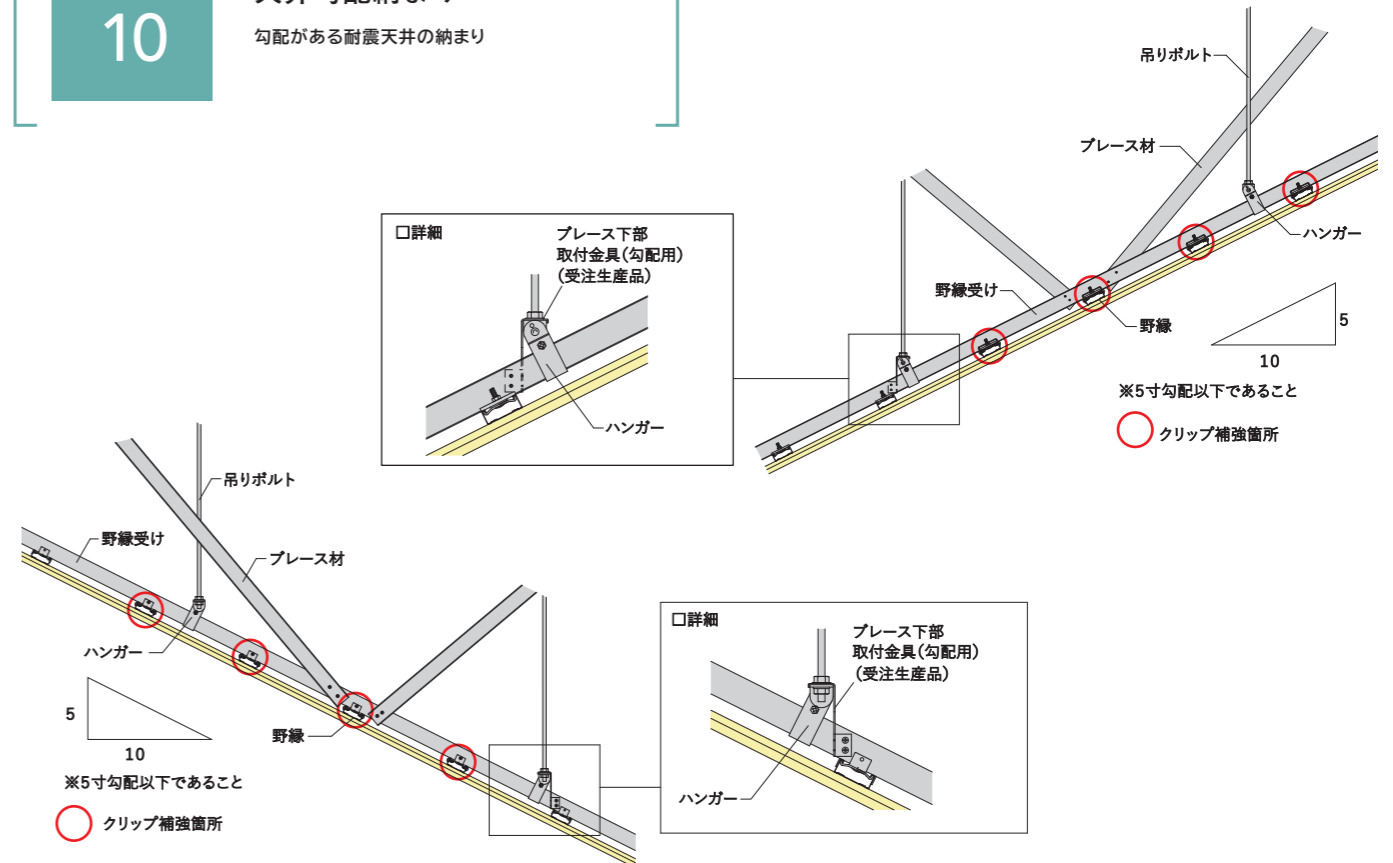 10
勾配がある耐震天井の納まり
吊りボルト
ブレース材
ハンガー
野縁受け
野縁
5
10
※5寸勾配以下であること
クリップ補強箇所
□詳細
ブレース下部
取付金具(勾配用)
(受注生産品)
ハンガー
吊りボルト
野縁受け
ブレース材
ハンガー
野縁
5
10
※5寸勾配以下であること
クリップ補強箇所
□詳細
ブレース下部
取付金具(勾配用)
(受注生産品)
ハンガー